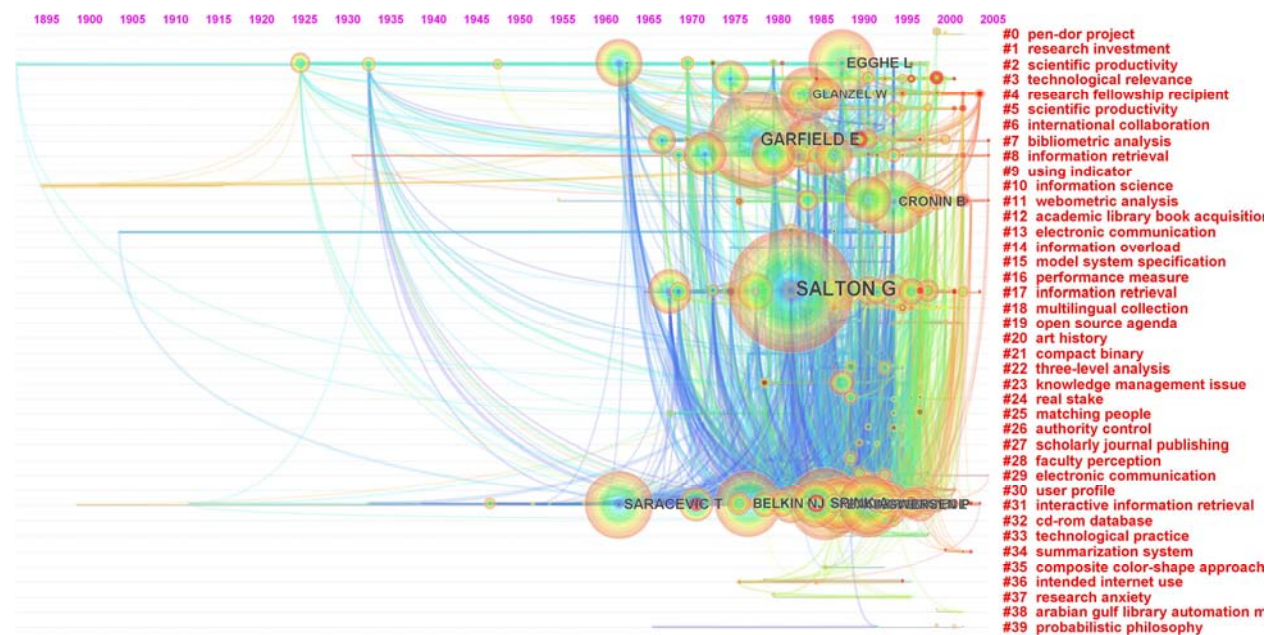 1895 1900 1905 1910 1915 1920 1925 1930 1935 1940 1945 1950 1955 1960 1965 1970 1975 1980 1985 1990 1995 2000 2005
#0 pen-dor project
#1 research investment
EGGHE L #2 scientific productivity
#3 technological relevance
GLANZEL W #4 research fellowship recipient
#5 scientific productivity
#6 international collaboration
GARFIELD E #7 bibliometric analysis
#8 information retrieval
#9 using indicator
#10 information science
CRONIN B #11 webometric analysis
#12 academic library book acquisition
#13 electronic communication
#14 information overload
#15 model system specification
#16 performance measure
SALTON G #17 information retrieval
#18 multilingual collection
#19 open source agenda
#20 art history
#21 compact binary
#22 three-level analysis
#23 knowledge management issue
#24 real stake
#25 matching people
#26 authority control
#27 scholarly journal publishing
#28 faculty perception
#29 electronic communication
#30 user profile
SARACEVIC T BELKIN NJ SPINK A #31 interactive information retrieval
#32 cd-rom database
#33 technological practice
#34 summarization system
#35 composite color-shape approach
#36 intended internet use
#37 research anxiety
#38 arabian gulf library automation m
#39 probabilistic philosophy